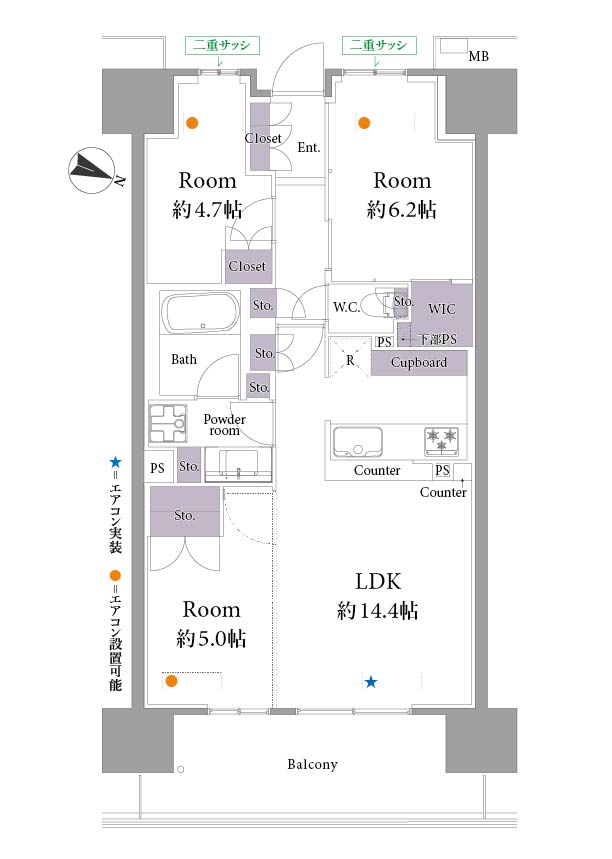 二重サッシ
二重サッシ
MB
Closet
Ent.
N
Room
約4.7帖
Room
約6.2帖
Closet
Sto.
W.C.
Sto.
WIC
下部PS
PS
Bath
Sto.
R
Cupboard
Sto.
Powder
room
PS
Sto.
Counter
PS
Counter
★=エアコン実装
●=エアコン設置可能
Sto.
LDK
約14.4帖
Room
約5.0帖
Balcony